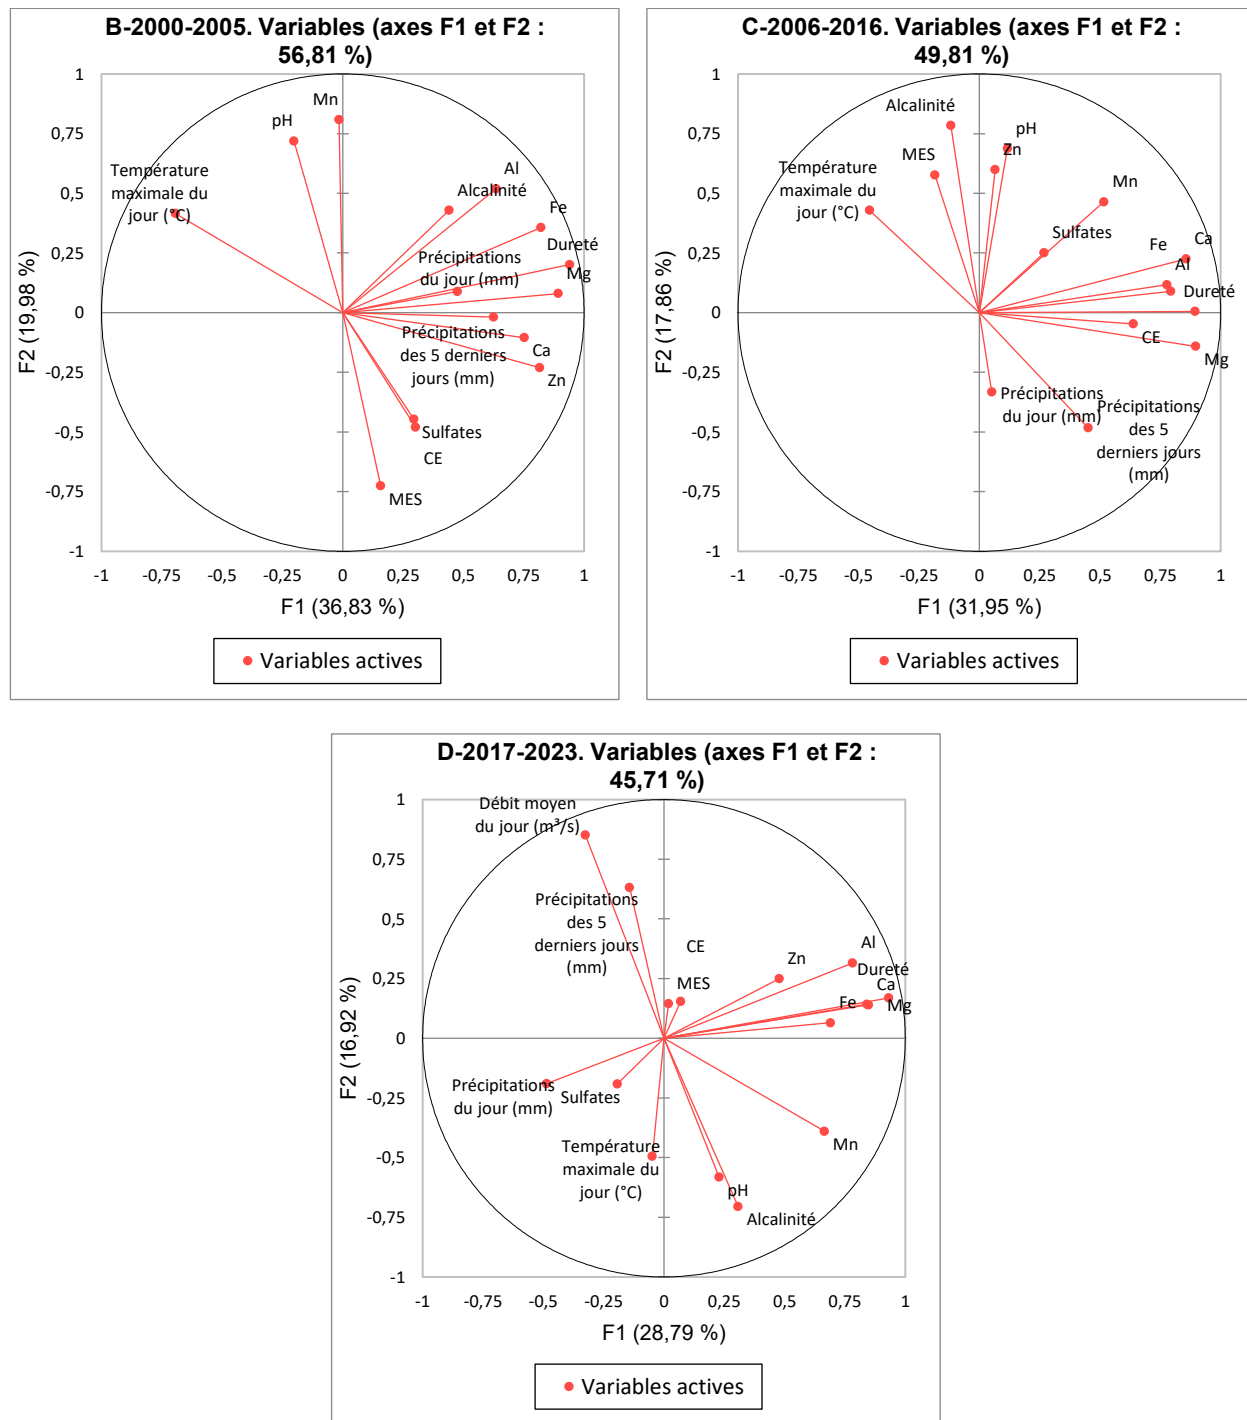 B-2000-2005. Variables (axes F1 et F2 :
56,81 %)
1
0,75
0,5
0,25
0
-0,25
-0,5
-0,75
-1
F2 (19,98 %)
Mn
pH
Température
maximale du
jour (°C)
Al
Alcalinité
Fe
Dureté
Précipitations
du jour (mm)
Mg
Précipitations
des 5 derniers
jours (mm)
Ca
Zn
Sulfates
CE
MES
-1
-0,75
-0,5
-0,25
0
0,25
0,5
0,75
1
F1 (36,83 %)
Variables actives
C-2006-2016. Variables (axes F1 et F2 :
49,81 %)
1
0,75
0,5
0,25
0
-0,25
-0,5
-0,75
-1
F2 (17,86 %)
Alcalinité
pH
Zn
MES
Température
maximale du
jour (°C)
Mn
Sulfates
Fe
Ca
Al
Dureté
CE
Mg
Précipitations
du jour (mm)
Précipitations
des 5
derniers jours
(mm)
-1
-0,75
-0,5
-0,25
0
0,25
0,5
0,75
1
F1 (31,95 %)
Variables actives
D-2017-2023. Variables (axes F1 et F2 :
45,71 %)
1
0,75
0,5
0,25
0
-0,25
-0,5
-0,75
-1
F2 (16,92 %)
Débit moyen
du jour (m³/s)
Précipitations
des 5
derniers jours
(mm)
CE
MES
Zn
Al
Dureté
Ca
Fe
Mg
Précipitations
du jour (mm)
Sulfates
Température
maximale du
jour (°C)
Mn
pH
Alcalinité
-1
-0,75
-0,5
-0,25
0
0,25
0,5
0,75
1
F1 (28,79 %)
Variables actives